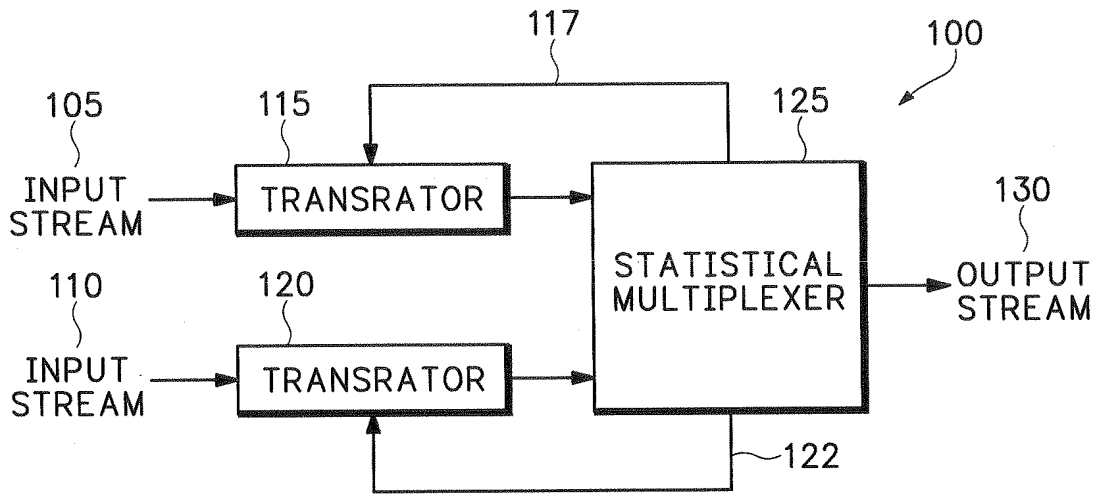 117
100
105
115
125
INPUT
STREAM
TRANSRATOR
130
STATISTICAL
MULTIPLEXER
OUTPUT
STREAM
110
120
INPUT
STREAM
TRANSRATOR
122